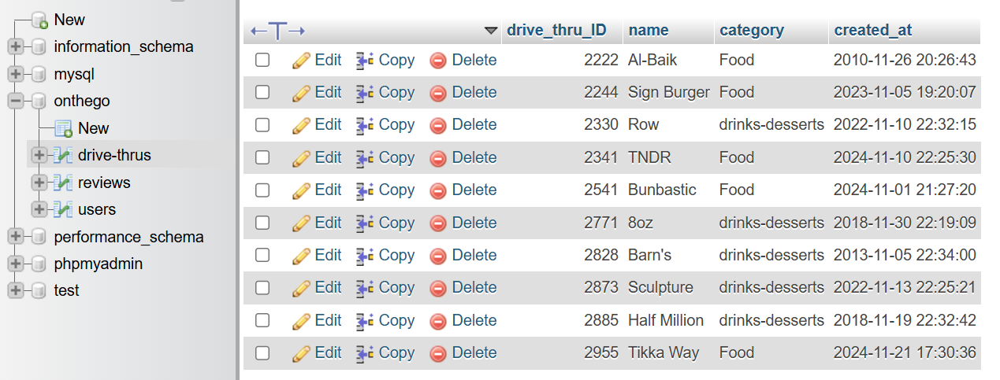 New
information_schema
mysql
onthego
New
drive-thrus
reviews
users
performance_schema
phpmyadmin
test
drive_thru_ID name category created_at
Edit Copy Delete 2222 Al-Baik Food 2010-11-26 20:26:43
Edit Copy Delete 2244 Sign Burger Food 2023-11-05 19:20:07
Edit Copy Delete 2330 Row drinks-desserts 2022-11-10 22:32:15
Edit Copy Delete 2341 TNDR Food 2024-11-10 22:25:30
Edit Copy Delete 2541 Bunbastic Food 2024-11-01 21:27:20
Edit Copy Delete 2771 8oz drinks-desserts 2018-11-30 22:19:09
Edit Copy Delete 2828 Barn's drinks-desserts 2013-11-05 22:34:00
Edit Copy Delete 2873 Sculpture drinks-desserts 2022-11-13 22:25:21
Edit Copy Delete 2885 Half Million drinks-desserts 2018-11-19 22:32:42
Edit Copy Delete 2955 Tikka Way Food 2024-11-21 17:30:36